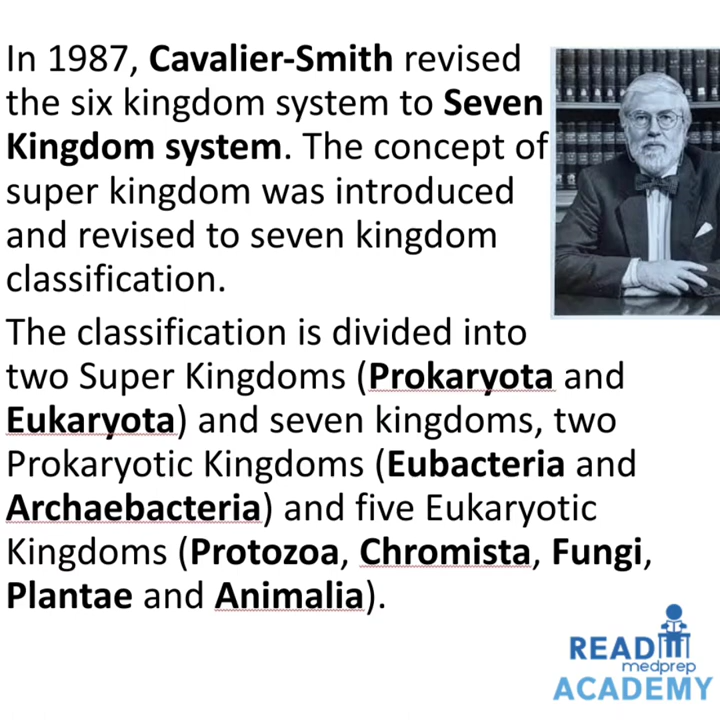 In 1987, Cavalier-Smith revised
the six kingdom system to Seven
Kingdom system. The concept of
super kingdom was introduced
and revised to seven kingdom
classification.
The classification is divided into
two Super Kingdoms (Prokaryota and
Eukaryota) and seven kingdoms, two
Prokaryotic Kingdoms (Eubacteria and
Archaebacteria) and five Eukaryotic
Kingdoms (Protozoa, Chromista, Fungi,
Plantae and Animalia).
READ
medprep
ACADEMY